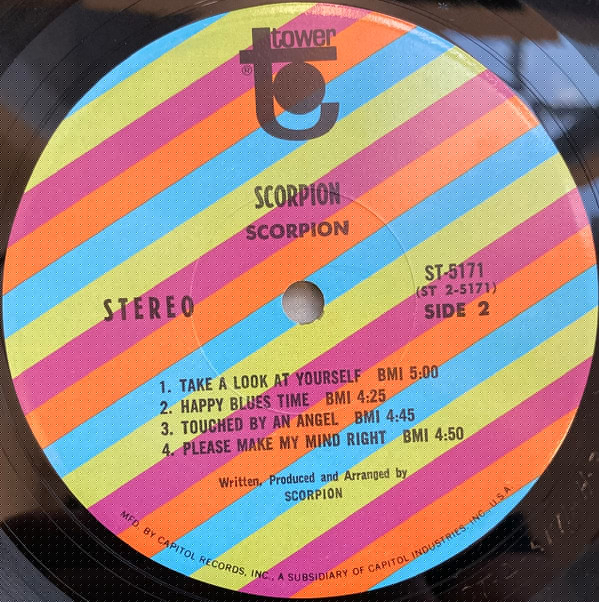 tower
®
SCORPION
SCORPION
STEREO
ST-5171
(ST 2-5171)
SIDE 2
1. TAKE A LOOK AT YOURSELF BMI 5:00
2. HAPPY BLUES TIME BMI 4:25
3. TOUCHED BY AN ANGEL BMI 4:45
4. PLEASE MAKE MY MIND RIGHT BMI 4:50
Written, Produced and Arranged by
SCORPION
MFD. BY CAPITOL RECORDS, INC., A SUBSIDIARY OF CAPITOL INDUSTRIES, INC., U.S.A.